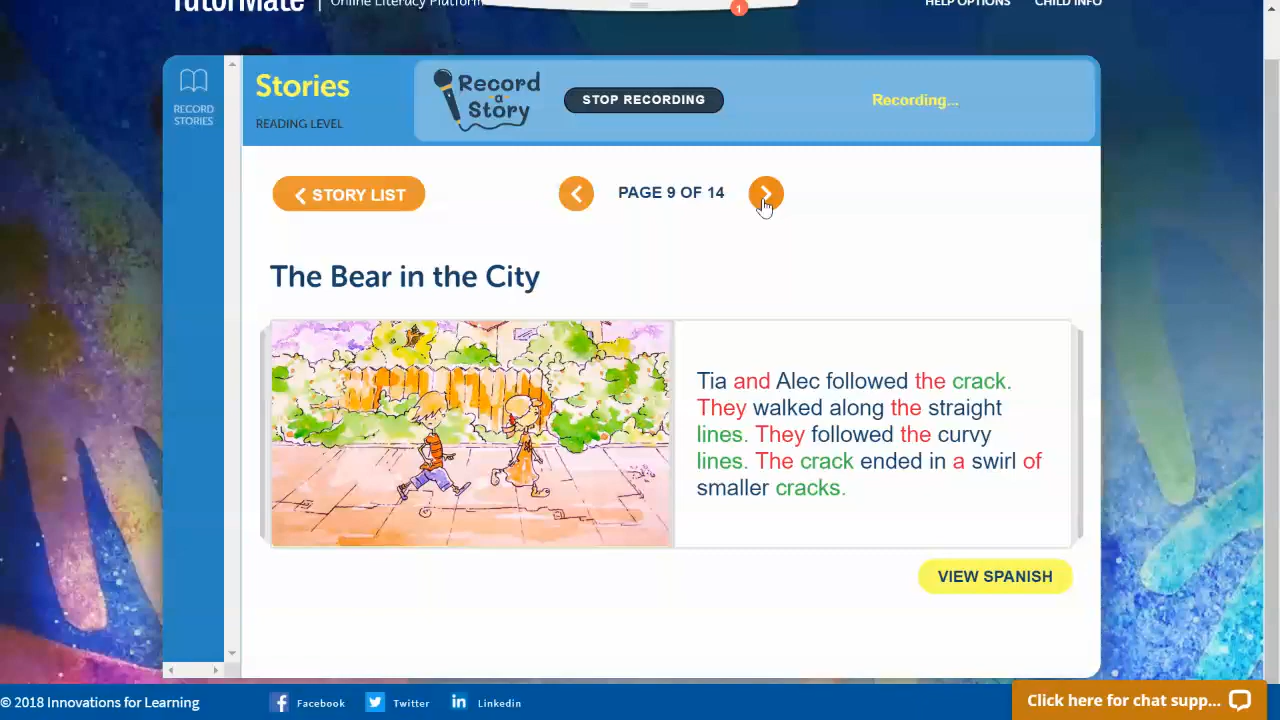 TutorMate | Online Literacy Platform
1
HELP OPTIONS CHILD INFO
RECORD
STORIES
Stories
READING LEVEL
Record
a
Story
STOP RECORDING
Recording...
STORY LIST
PAGE 9 OF 14
The Bear in the City
Tia and Alec followed the crack.
They walked along the straight
lines. They followed the curvy
lines. The crack ended in a swirl of
smaller cracks.
VIEW SPANISH
© 2018 Innovations for Learning
Facebook
Twitter
in Linkedin
Click here for chat supp...